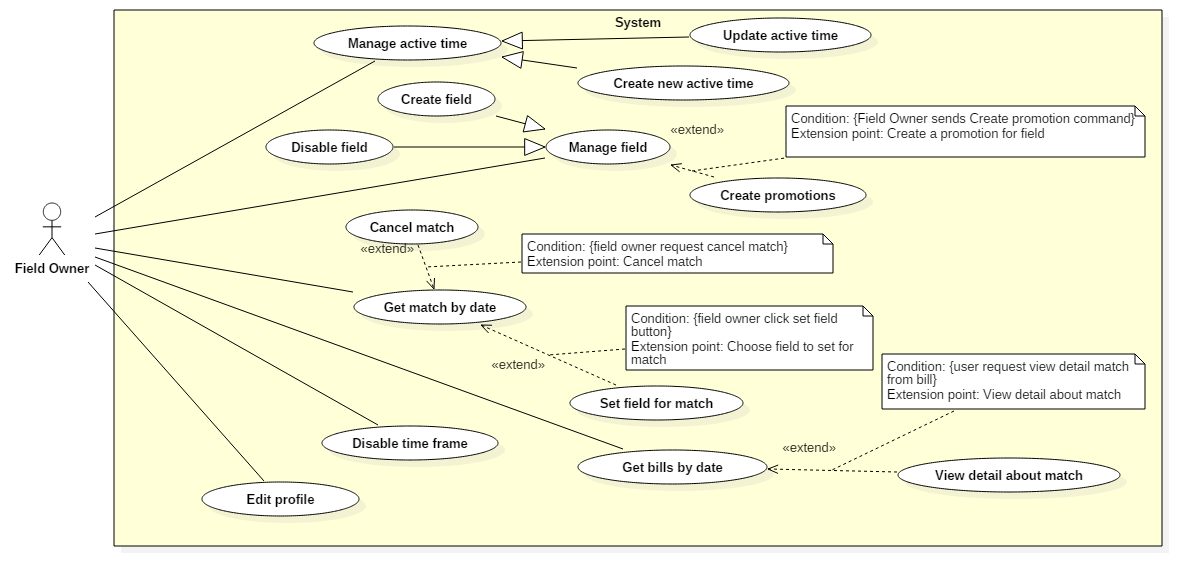 System
Manage active time
Update active time
Create new active time
Create field
Condition: {Field Owner sends Create promotion command}
Extension point: Create a promotion for field
«extend»
Disable field
Manage field
Create promotions
Cancel match
«extend»
Condition: {field owner request cancel match}
Extension point: Cancel match
Field Owner
Get match by date
Condition: {field owner click set field
button}
Extension point: Choose field to set for
match
«extend»
Condition: {user request view detail match
from bill}
Extension point: View detail about match
Set field for match
Disable time frame
«extend»
Get bills by date
View detail about match
Edit profile